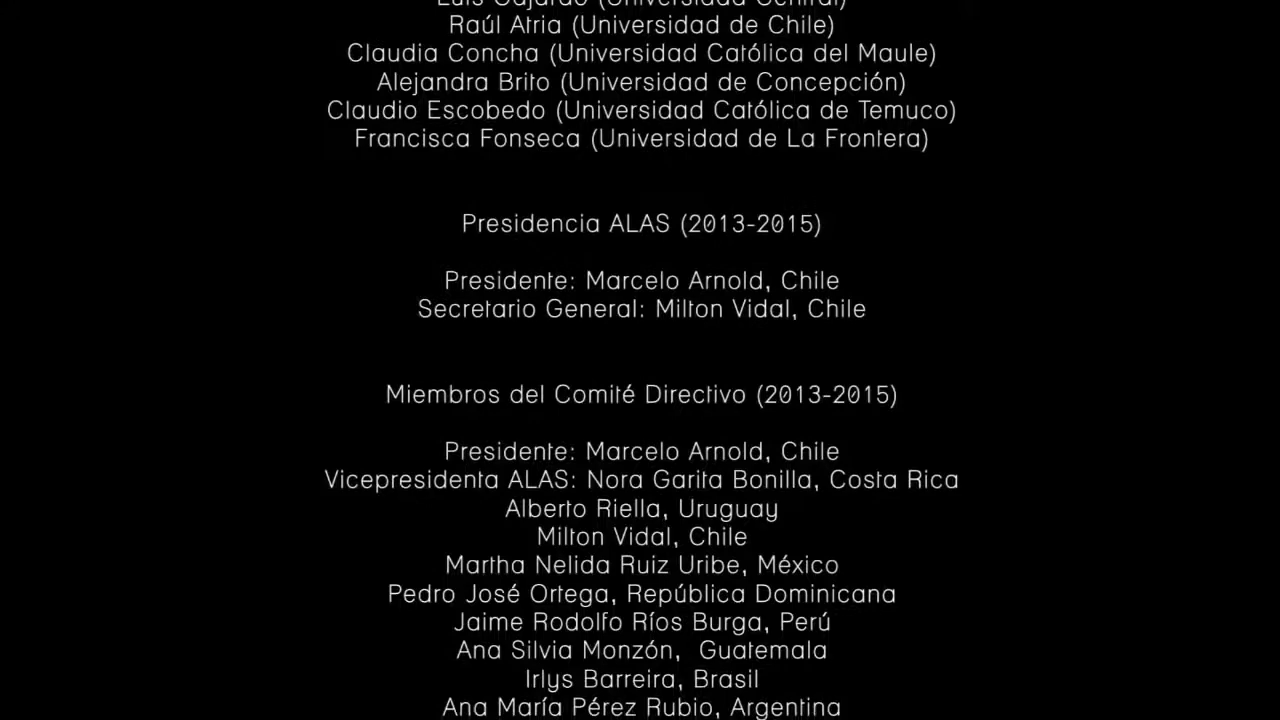 Luis Gajardo (Universidad Central)
Raúl Atria (Universidad de Chile)
Claudia Concha (Universidad Católica del Maule)
Alejandra Brito (Universidad de Concepción)
Claudio Escobedo (Universidad Católica de Temuco)
Francisca Fonseca (Universidad de La Frontera)
Presidencia ALAS (2013-2015)
Presidente: Marcelo Arnold, Chile
Secretario General: Milton Vidal, Chile
Miembros del Comité Directivo (2013-2015)
Presidente: Marcelo Arnold, Chile
Vicepresidenta ALAS: Nora Garita Bonilla, Costa Rica
Alberto Riella, Uruguay
Milton Vidal, Chile
Martha Nelida Ruiz Uribe, México
Pedro José Ortega, República Dominicana
Jaime Rodolfo Ríos Burga, Perú
Ana Silvia Monzón, Guatemala
Irlys Barreira, Brasil
Ana María Pérez Rubio, Argentina